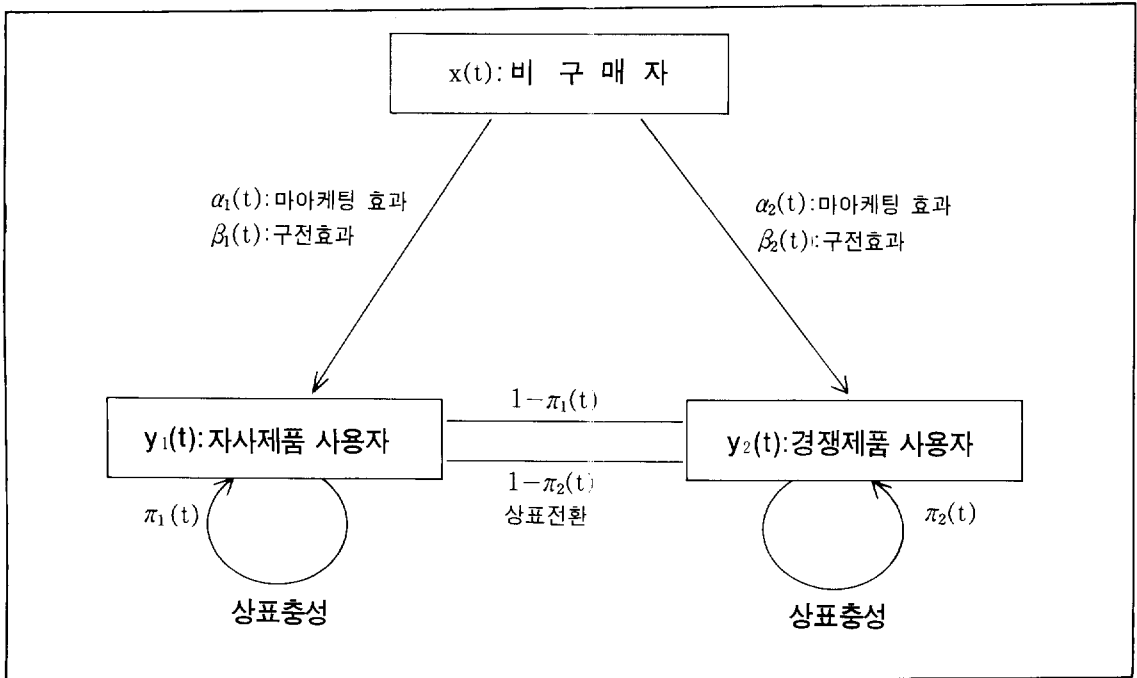 x(t): 비 구 매 자
α₁(t): 마아케팅 효과
β₁(t): 구전효과
α₂(t): 마아케팅 효과
β₂(t): 구전효과
1−π₁(t)
y₁(t): 자사제품 사용자
y₂(t): 경쟁제품 사용자
1−π₂(t)
상표전환
π₁(t)
π₂(t)
상표충성
상표충성